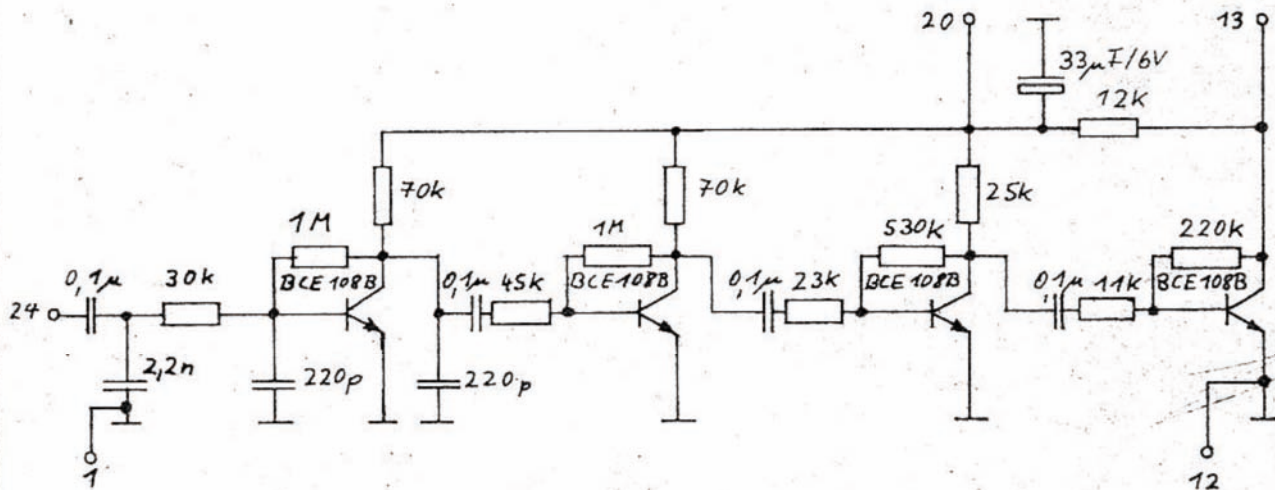 20
13
33µF/6V
12k
70k
70k
25k
1M
1M
530k
220k
0,1µ
30k
BCE108B
0,1µ
45k
BCE108B
0,1µ
23k
BCE108B
0,1µ
11k
BCE108B
24
2,2n
220p
220p
1
12